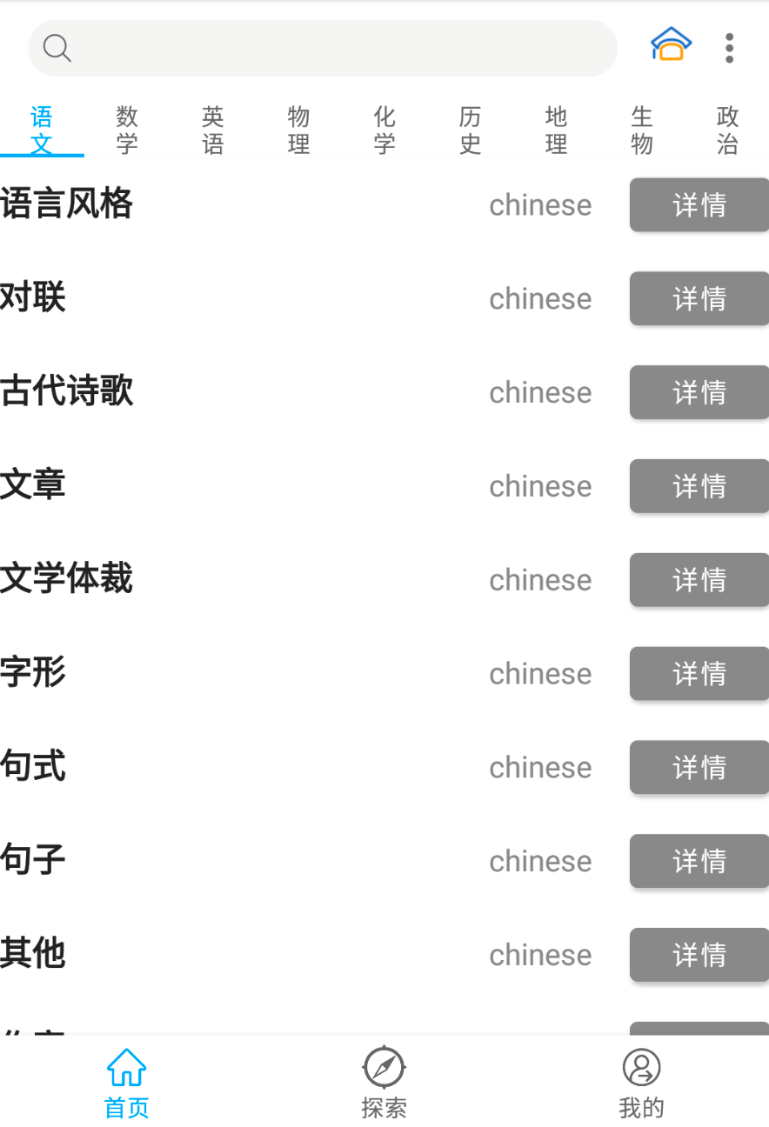 语文 数学 英语 物理 化学 历史 地理 生物 政治
语言风格 chinese 详情
对联 chinese 详情
古代诗歌 chinese 详情
文章 chinese 详情
文学体裁 chinese 详情
字形 chinese 详情
句式 chinese 详情
句子 chinese 详情
其他 chinese 详情
首页 探索 我的